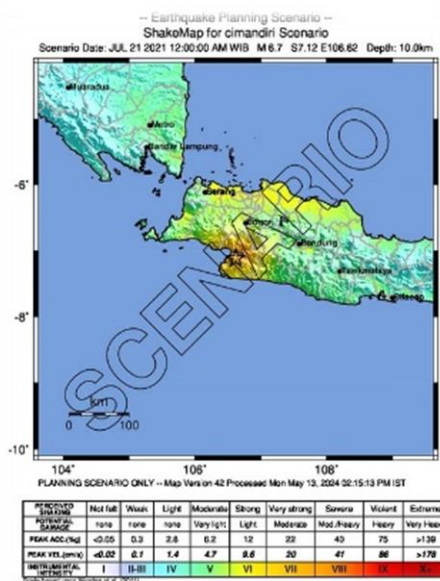 -- Earthquake Planning Scenario --
ShakeMap for cimandiri Scenario
Scenario Date: JUL 21 2021 12:00:00 AM WIB M 6.7 S7.12 E106.62 Depth: 10.0km
Muaradua
Metro
Bandar Lampung
-6°
Serang
Bogor
Bandung
Tasikmalaya
Cilacap
-8°
SCENARIO
km
0 100
-10°
104° 106° 108°
PLANNING SCENARIO ONLY -- Map Version 42 Processed Mon May 13, 2024 02:15:13 PM IST
PERCEIVED SHAKING Not felt Weak Light Moderate Strong Very strong Severe Violent Extreme
POTENTIAL DAMAGE none none none Very light Light Moderate Mod./Heavy Heavy Very Heavy
PEAK ACC.(%g) <0.05 0.3 2.8 6.2 12 22 40 75 >139
PEAK VEL.(cm/s) <0.02 0.1 1.4 4.7 9.6 20 41 86 >178
INSTRUMENTAL INTENSITY I II-III IV V VI VII VIII IX X+